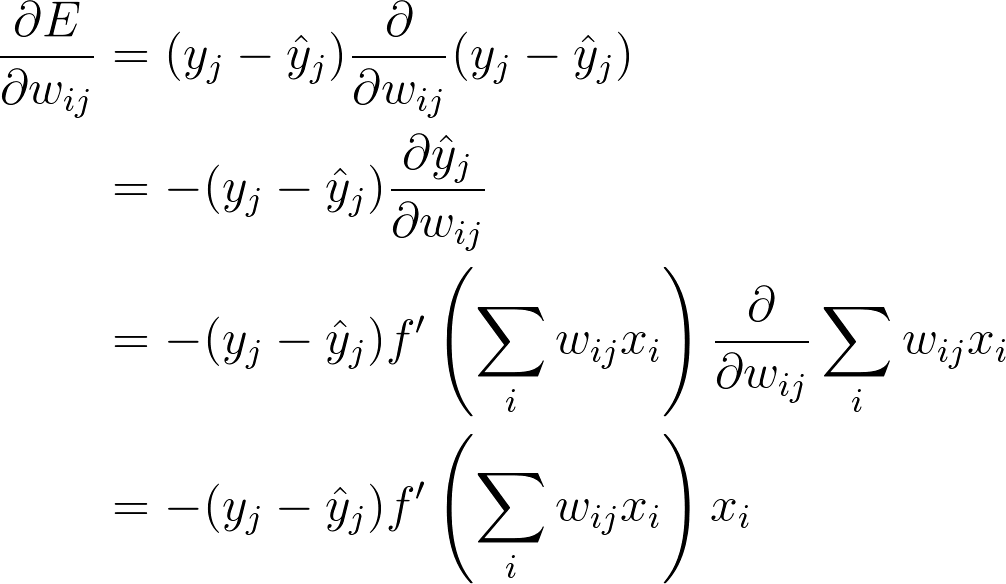 ∂E/∂w_{ij} = (y_j − ŷ_j) ∂/∂w_{ij} (y_j − ŷ_j)
= −(y_j − ŷ_j) ∂ŷ_j/∂w_{ij}
= −(y_j − ŷ_j) f′ (∑_i w_{ij} x_i) ∂/∂w_{ij} ∑_i w_{ij} x_i
= −(y_j − ŷ_j) f′ (∑_i w_{ij} x_i) x_i